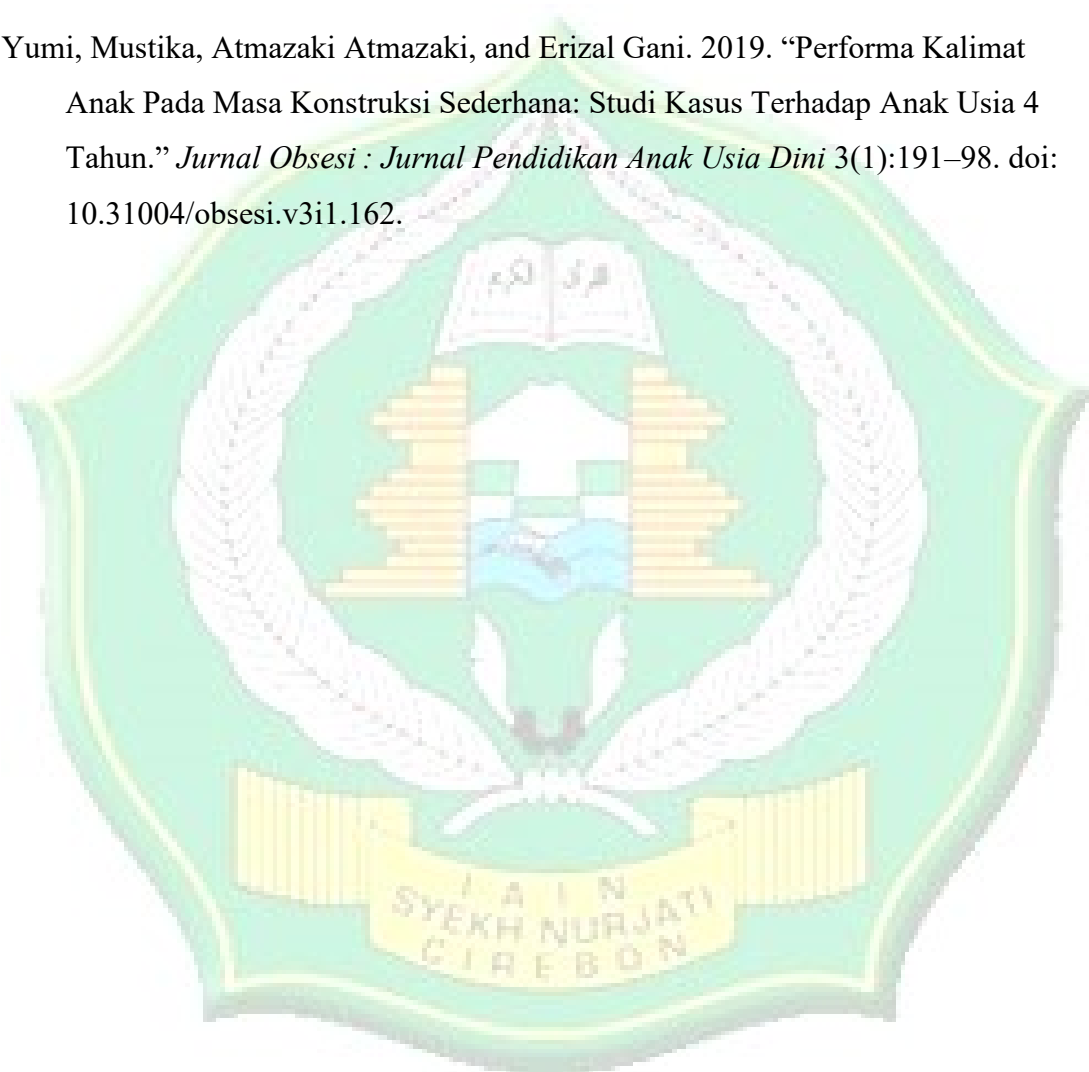 Yumi, Mustika, Atmazaki Atmazaki, and Erizal Gani. 2019. “Performa Kalimat
Anak Pada Masa Konstruksi Sederhana: Studi Kasus Terhadap Anak Usia 4
Tahun.” Jurnal Obsesi : Jurnal Pendidikan Anak Usia Dini 3(1):191–98. doi:
10.31004/obsesi.v3i1.162.
I A I N
SYEKH NURJATI
CIREBON